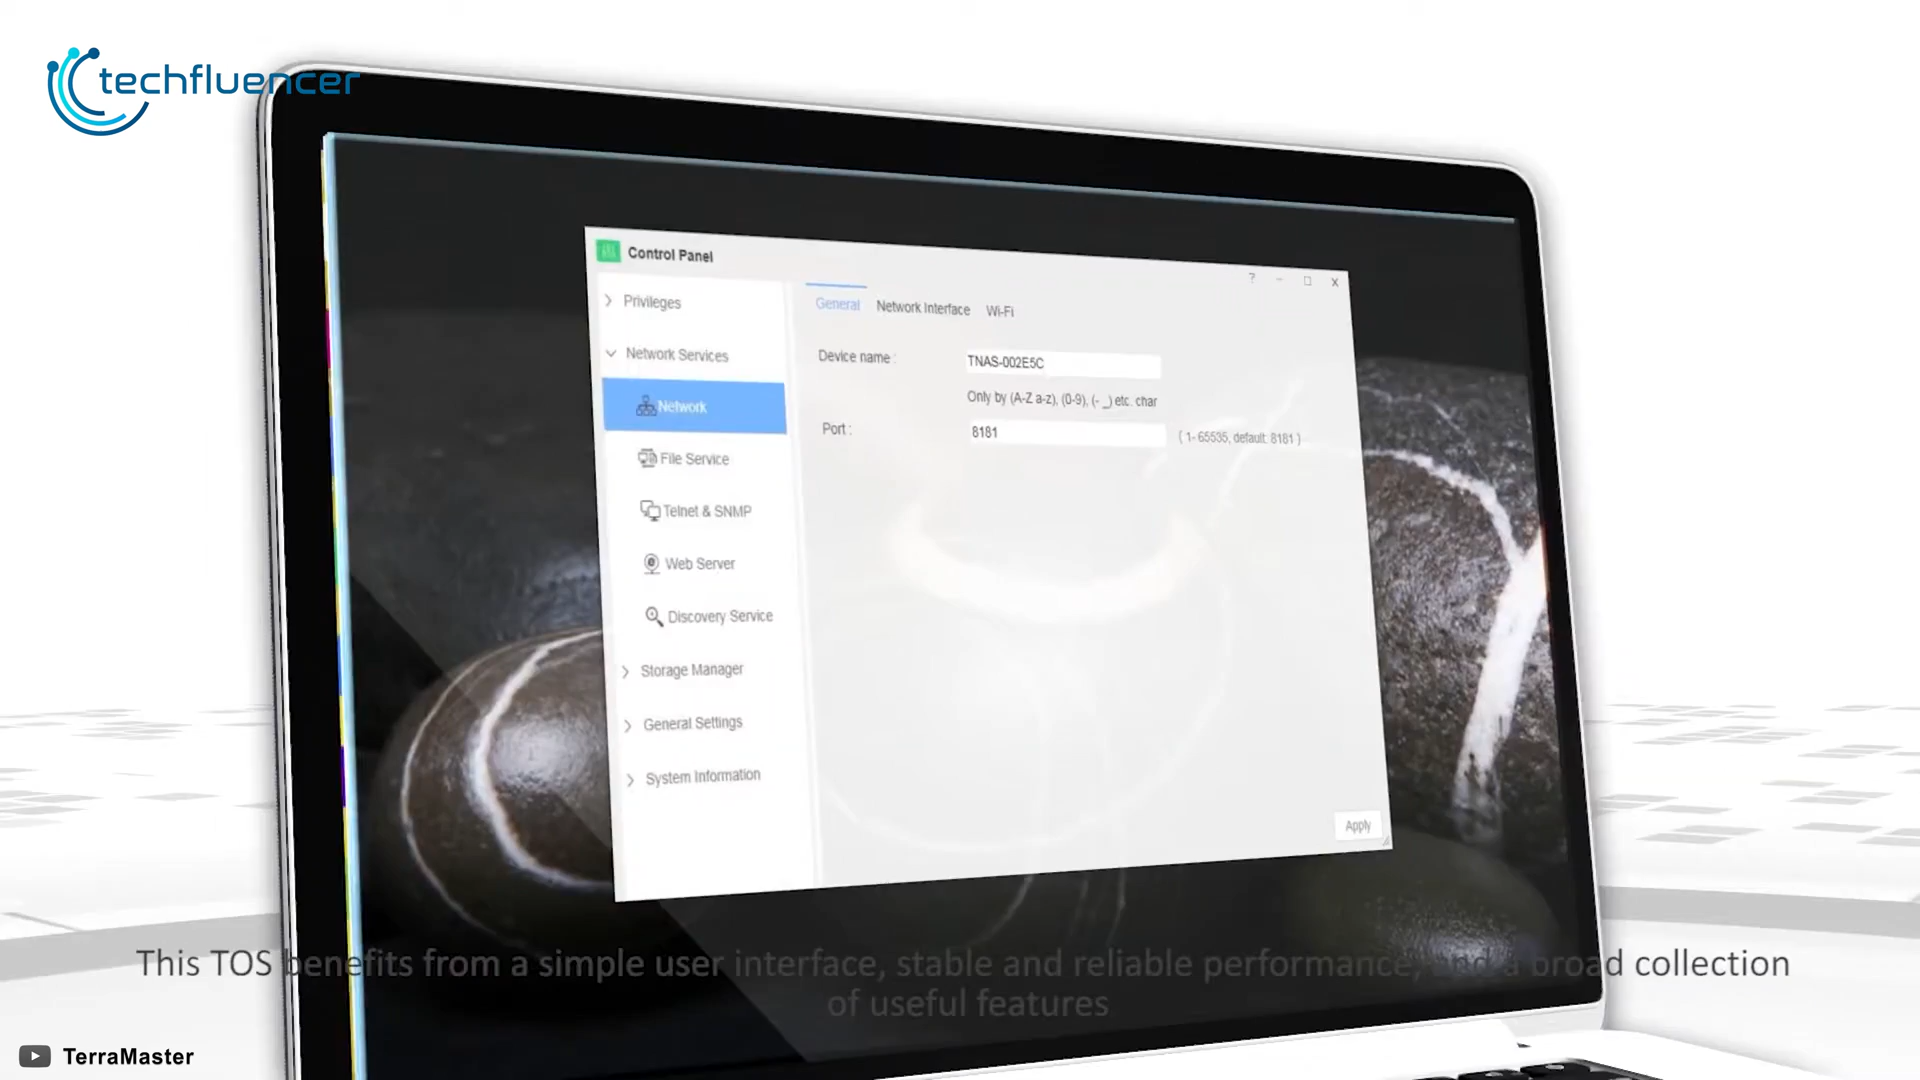 techfluencer
Control Panel
? - □ X
Privileges
Network Services
Network
File Service
Telnet & SNMP
Web Server
Discovery Service
Storage Manager
General Settings
System Information
General Network Interface Wi-Fi
Device name : TNAS-002E5C
Only by (A-Z a-z), (0-9), (- _) etc. char
Port : 8181 ( 1- 65535, default: 8181 )
Apply
This TOS benefits from a simple user interface, stable and reliable performance, and a broad collection
of useful features
TerraMaster